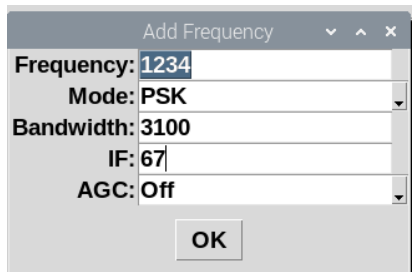 Add Frequency
Frequency: 1234
Mode: PSK
Bandwidth: 3100
IF: 67
AGC: Off
OK